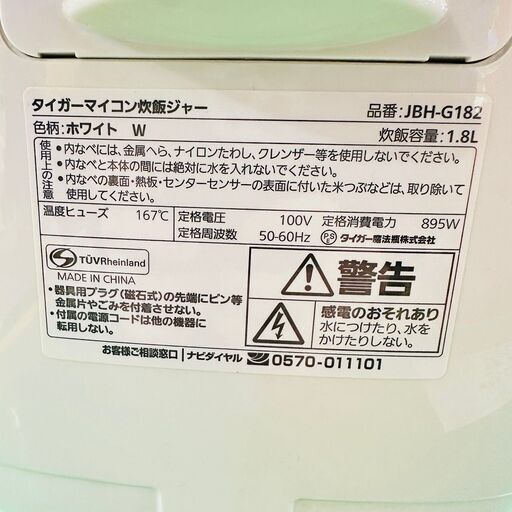 タイガーマイコン炊飯ジャー 品番:JBH-G182
色柄:ホワイト W 炊飯容量:1.8L
使用上の注意
•内なべには、金属へら、ナイロンたわし、クレンザー等を使用しないでください。
•内なべと本体の間には絶対に水を入れないでください。
•内なべの裏面・熱板・センターセンサーの表面に付いた米つぶなどは、取り除いて
使用してください。
温度ヒューズ 167℃ 定格電圧 100V 定格消費電力 895W
定格周波数 50-60Hz PSE タイガー魔法瓶株式会社
TÜVRheinland
MADE IN CHINA
•器具用プラグ(磁石式)の先端にピン等
金属片やごみを付着させない。
•付属の電源コードは他の機器に
転用しない。
警告
感電のおそれあり
水につけたり、水を
かけたりしない。
お客様ご相談窓口 ナビダイヤル 0570-011101